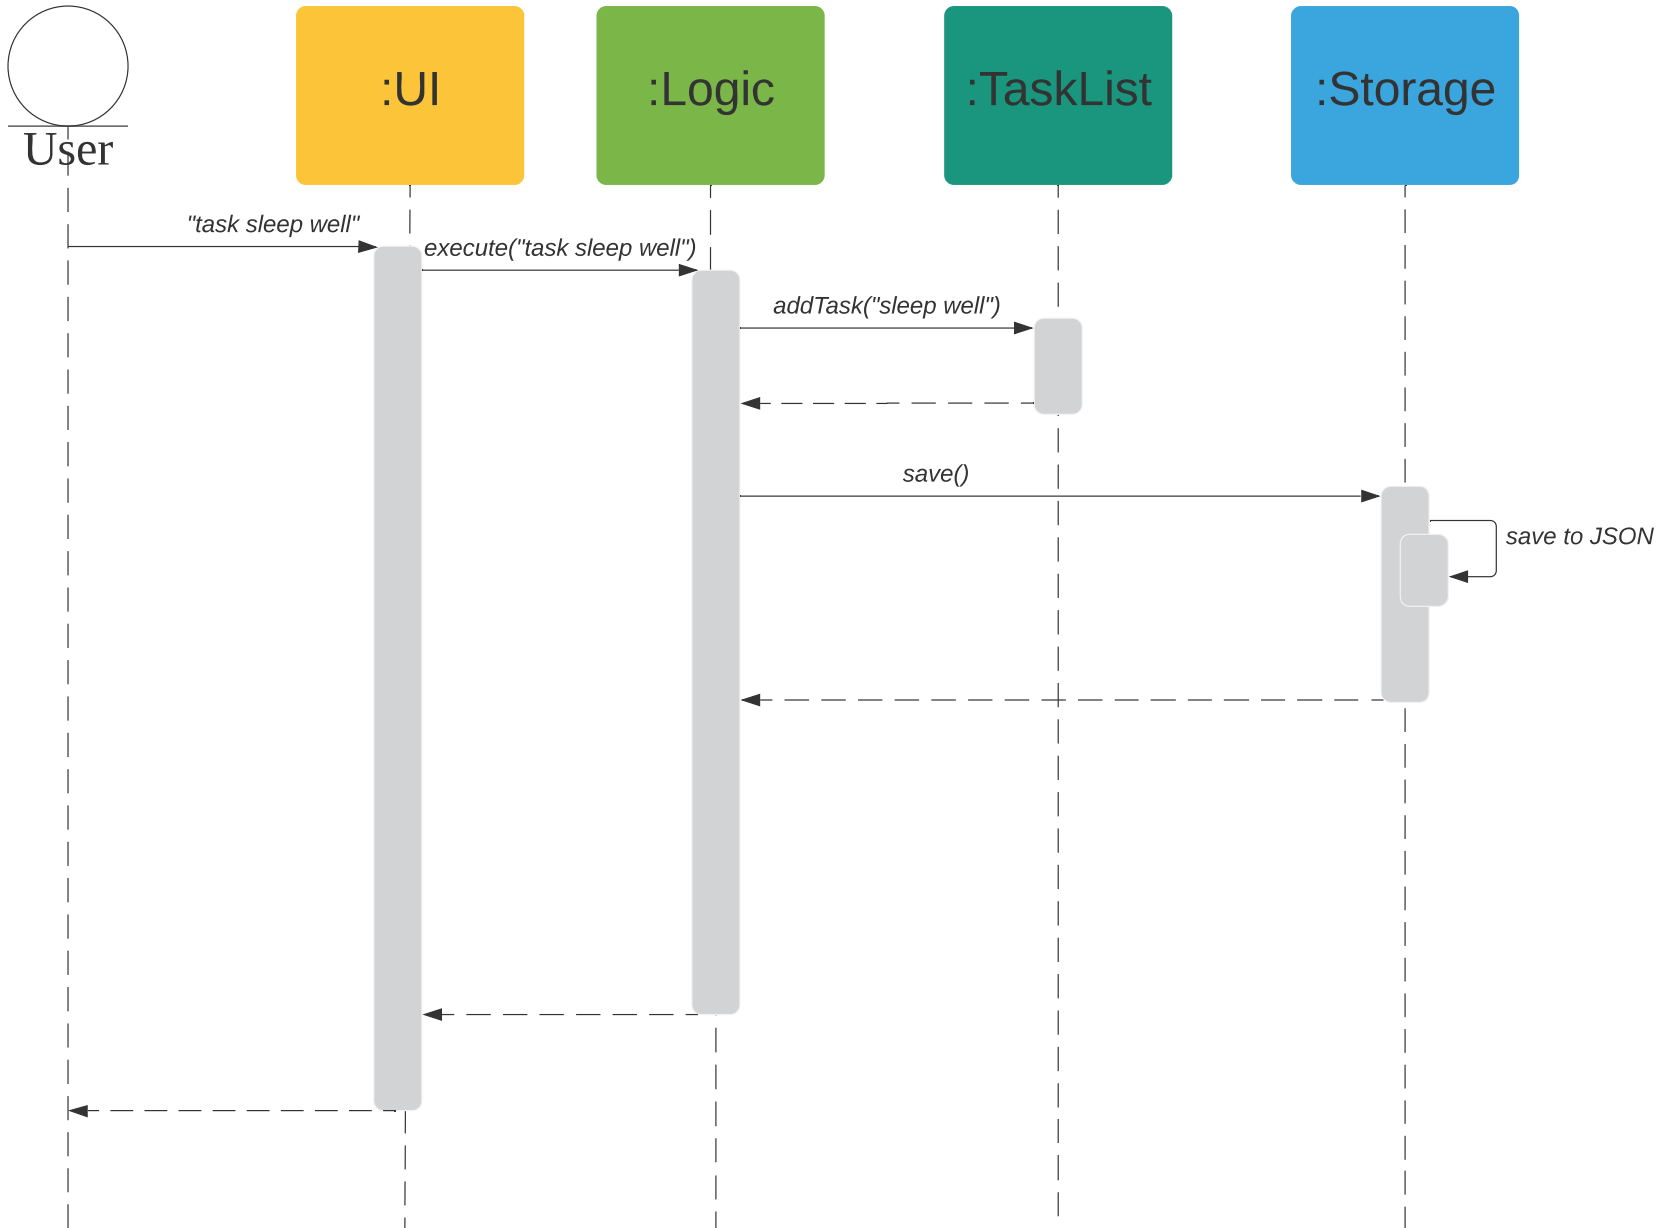 User
:UI
:Logic
:TaskList
:Storage
"task sleep well"
execute("task sleep well")
addTask("sleep well")
save()
save to JSON